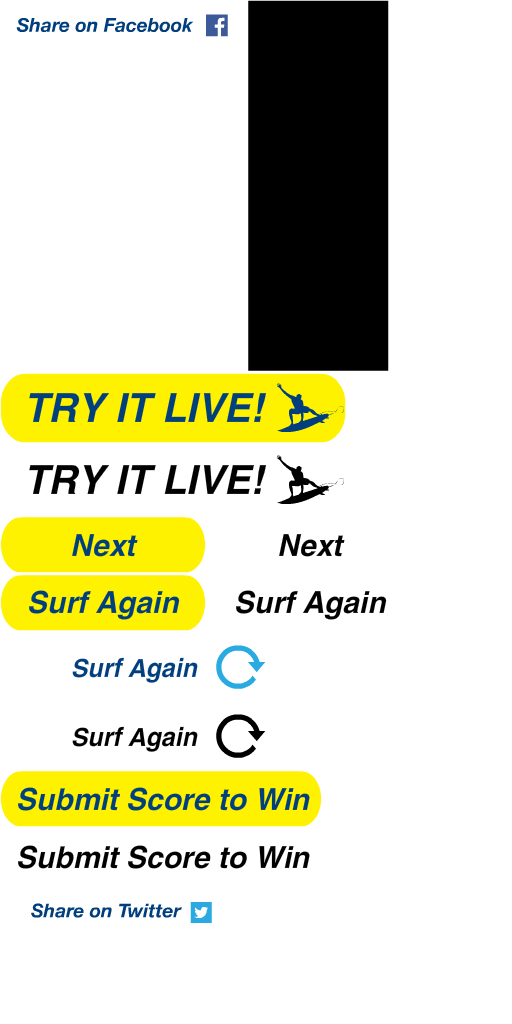 Share on Facebook
TRY IT LIVE!
TRY IT LIVE!
Next
Next
Surf Again
Surf Again
Surf Again
Surf Again
Submit Score to Win
Submit Score to Win
Share on Twitter